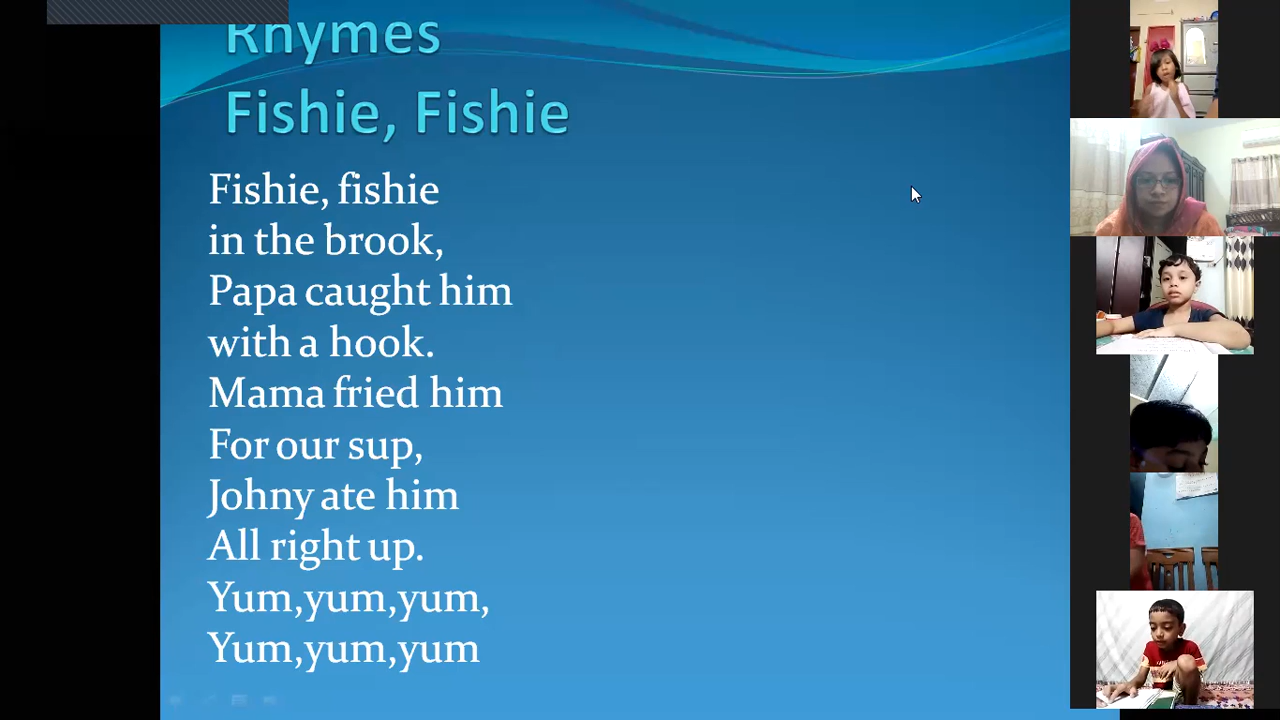 Rhymes
Fishie, Fishie
Fishie, fishie
in the brook,
Papa caught him
with a hook.
Mama fried him
For our sup,
Johny ate him
All right up.
Yum,yum,yum,
Yum,yum,yum